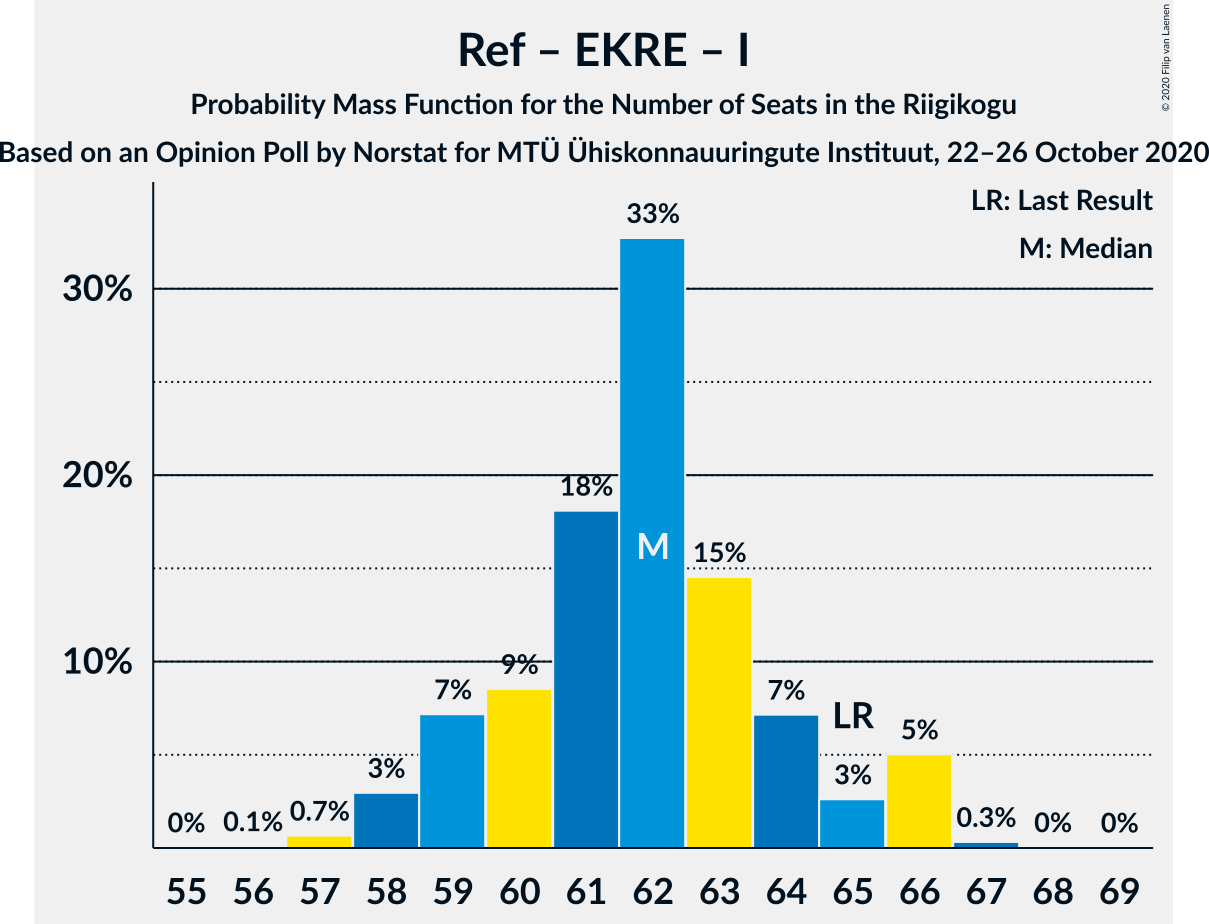 Ref – EKRE – I
Probability Mass Function for the Number of Seats in the Riigikogu
Based on an Opinion Poll by Norstat for MTÜ Ühiskonnauuringute Instituut, 22–26 October 2020
© 2020 Filip van Laenen
LR: Last Result
M: Median
33%
30%
20%
18%
M
15%
10%
9%
7%
7%
LR
5%
3%
3%
0%
0.1%
0.7%
0.3%
0%
0%
55 56 57 58 59 60 61 62 63 64 65 66 67 68 69